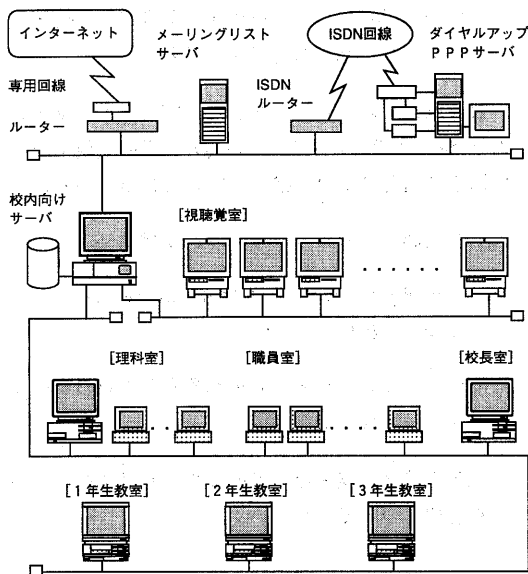 インターネット
メーリングリスト
サーバ
ISDN回線
ダイヤルアップ
ＰＰＰサーバ
専用回線
ルーター
ISDN
ルーター
校内向け
サーバ
[視聴覚室]
[理科室]
[職員室]
[校長室]
[1年生教室]
[2年生教室]
[3年生教室]